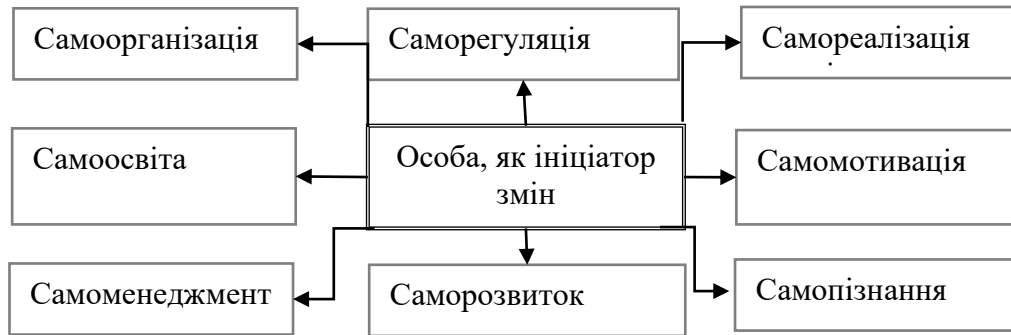 Самоорганізація
Саморегуляція
Самореалізація
Самоосвіта
Особа, як ініціатор
змін
Самомотивація
Самоменеджмент
Саморозвиток
Самопізнання